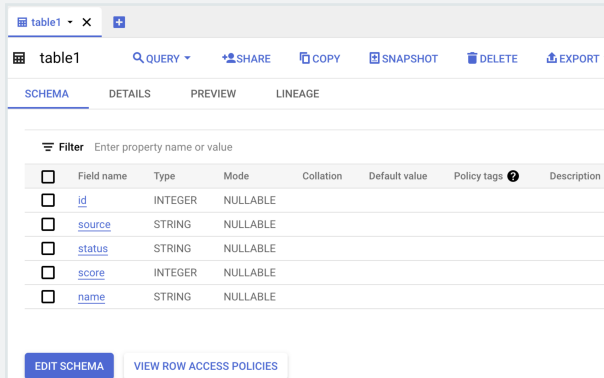 table1
table1 QUERY SHARE COPY SNAPSHOT DELETE EXPORT
SCHEMA DETAILS PREVIEW LINEAGE
Filter Enter property name or value
Field name Type Mode Collation Default value Policy tags ? Description
id INTEGER NULLABLE
source STRING NULLABLE
status STRING NULLABLE
score INTEGER NULLABLE
name STRING NULLABLE
EDIT SCHEMA VIEW ROW ACCESS POLICIES